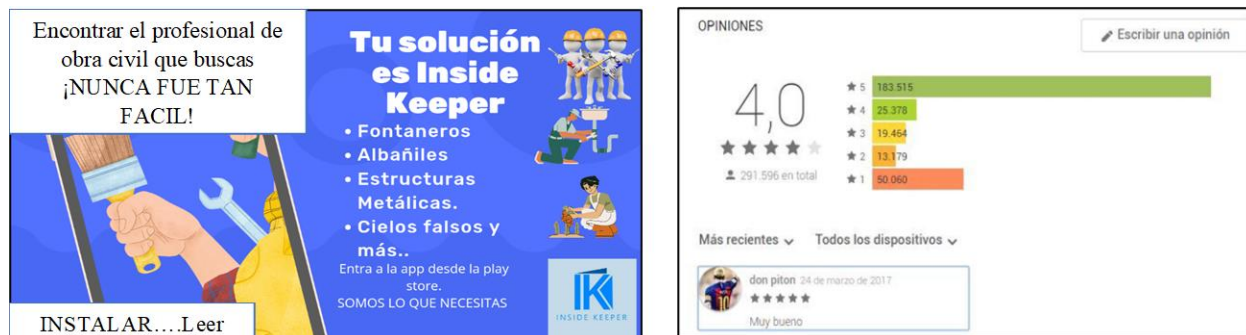 Encontrar el profesional de
obra civil que buscas
¡NUNCA FUE TAN
FACIL!
INSTALAR….Leer
Tu solución
es Inside
Keeper
• Fontaneros
• Albañiles
• Estructuras
Metálicas.
• Cielos falsos y
más..
Entra a la app desde la play
store.
SOMOS LO QUE NECESITAS
IK
INSIDE KEEPER
OPINIONES
Escribir una opinión
4,0
291.596 en total
★ 5 183.515
★ 4 25.378
★ 3 19.464
★ 2 13.179
★ 1 50.060
Más recientes Todos los dispositivos
don piton 24 de marzo de 2017
★★★★★
Muy bueno
10